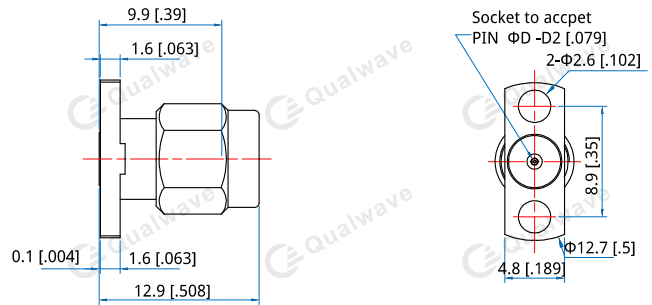 9.9 [.39]
1.6 [.063]
0.1 [.004]
1.6 [.063]
12.9 [.508]
Socket to accpet
PIN ΦD -D2 [.079]
2-Φ2.6 [.102]
8.9 [.35]
Φ12.7 [.5]
4.8 [.189]
Qualwave
Qualwave
Qualwave
Qualwave
Qualwave
Qualwave